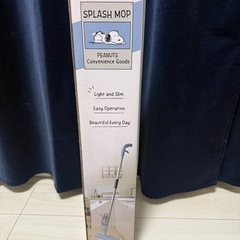 SPLASH MOP
PEANUTS
Convenience Goods
Light and Slim
Easy Operation
Beautiful Every Day